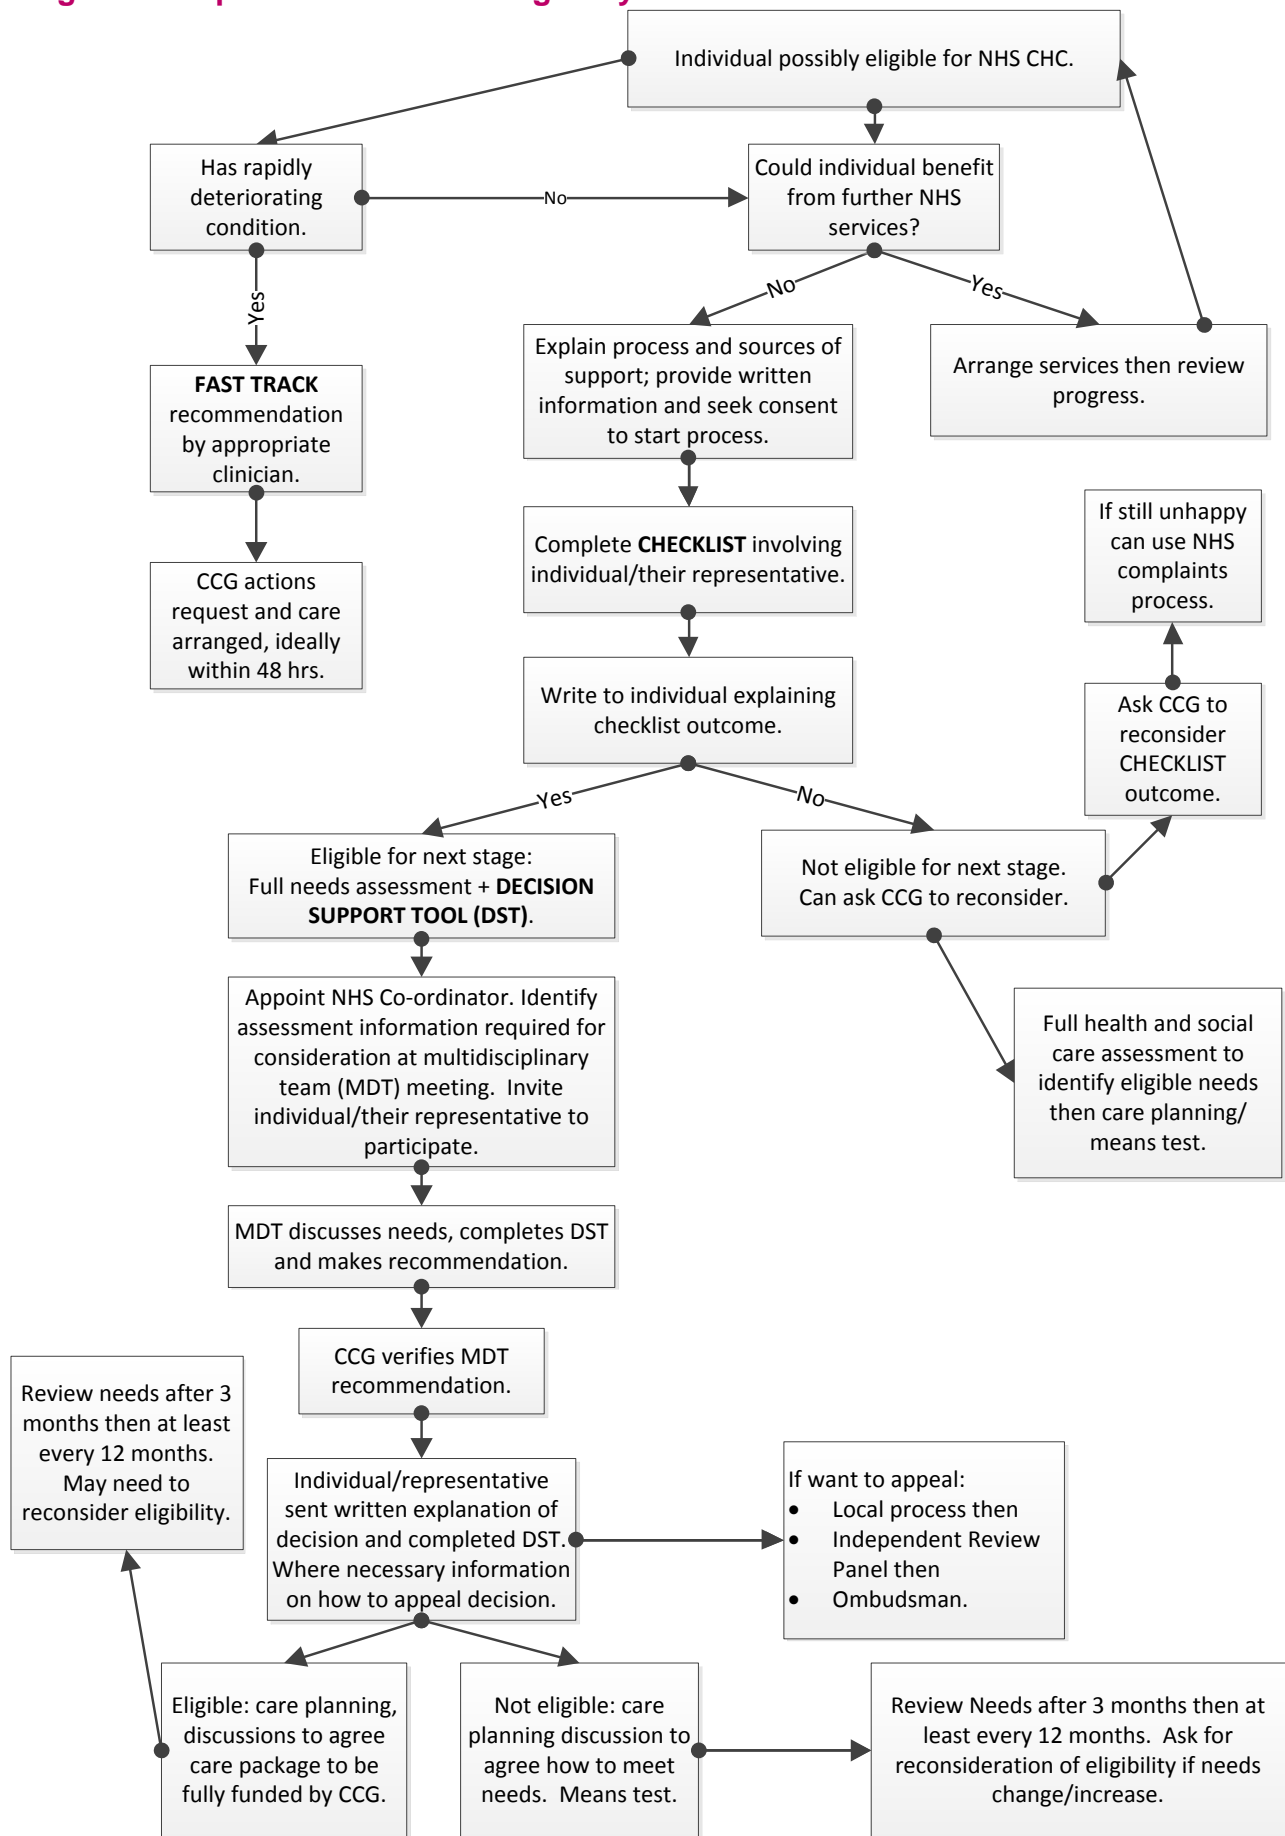 Individual possibly eligible for NHS CHC.
Has rapidly
deteriorating
condition.
No
Could individual benefit
from further NHS
services?
Yes
No
Yes
FAST TRACK
recommendation
by appropriate
clinician.
Explain process and sources of
support; provide written
information and seek consent
to start process.
Arrange services then review
progress.
CCG actions
request and care
arranged, ideally
within 48 hrs.
Complete CHECKLIST involving
individual/their representative.
If still unhappy
can use NHS
complaints
process.
Write to individual explaining
checklist outcome.
Ask CCG to
reconsider
CHECKLIST
outcome.
Yes
No
Eligible for next stage:
Full needs assessment + DECISION
SUPPORT TOOL (DST).
Not eligible for next stage.
Can ask CCG to reconsider.
Appoint NHS Co-ordinator. Identify
assessment information required for
consideration at multidisciplinary
team (MDT) meeting.  Invite
individual/their representative to
participate.
Full health and social
care assessment to
identify eligible needs
then care planning/
means test.
MDT discusses needs, completes DST
and makes recommendation.
CCG verifies MDT
recommendation.
Review needs after 3
months then at least
every 12 months.
May need to
reconsider eligibility.
Individual/representative
sent written explanation of
decision and completed DST.
Where necessary information
on how to appeal decision.
If want to appeal:
• Local process then
• Independent Review
Panel then
• Ombudsman.
Eligible: care planning,
discussions to agree
care package to be
fully funded by CCG.
Not eligible: care
planning discussion to
agree how to meet
needs.  Means test.
Review Needs after 3 months then at
least every 12 months.  Ask for
reconsideration of eligibility if needs
change/increase.